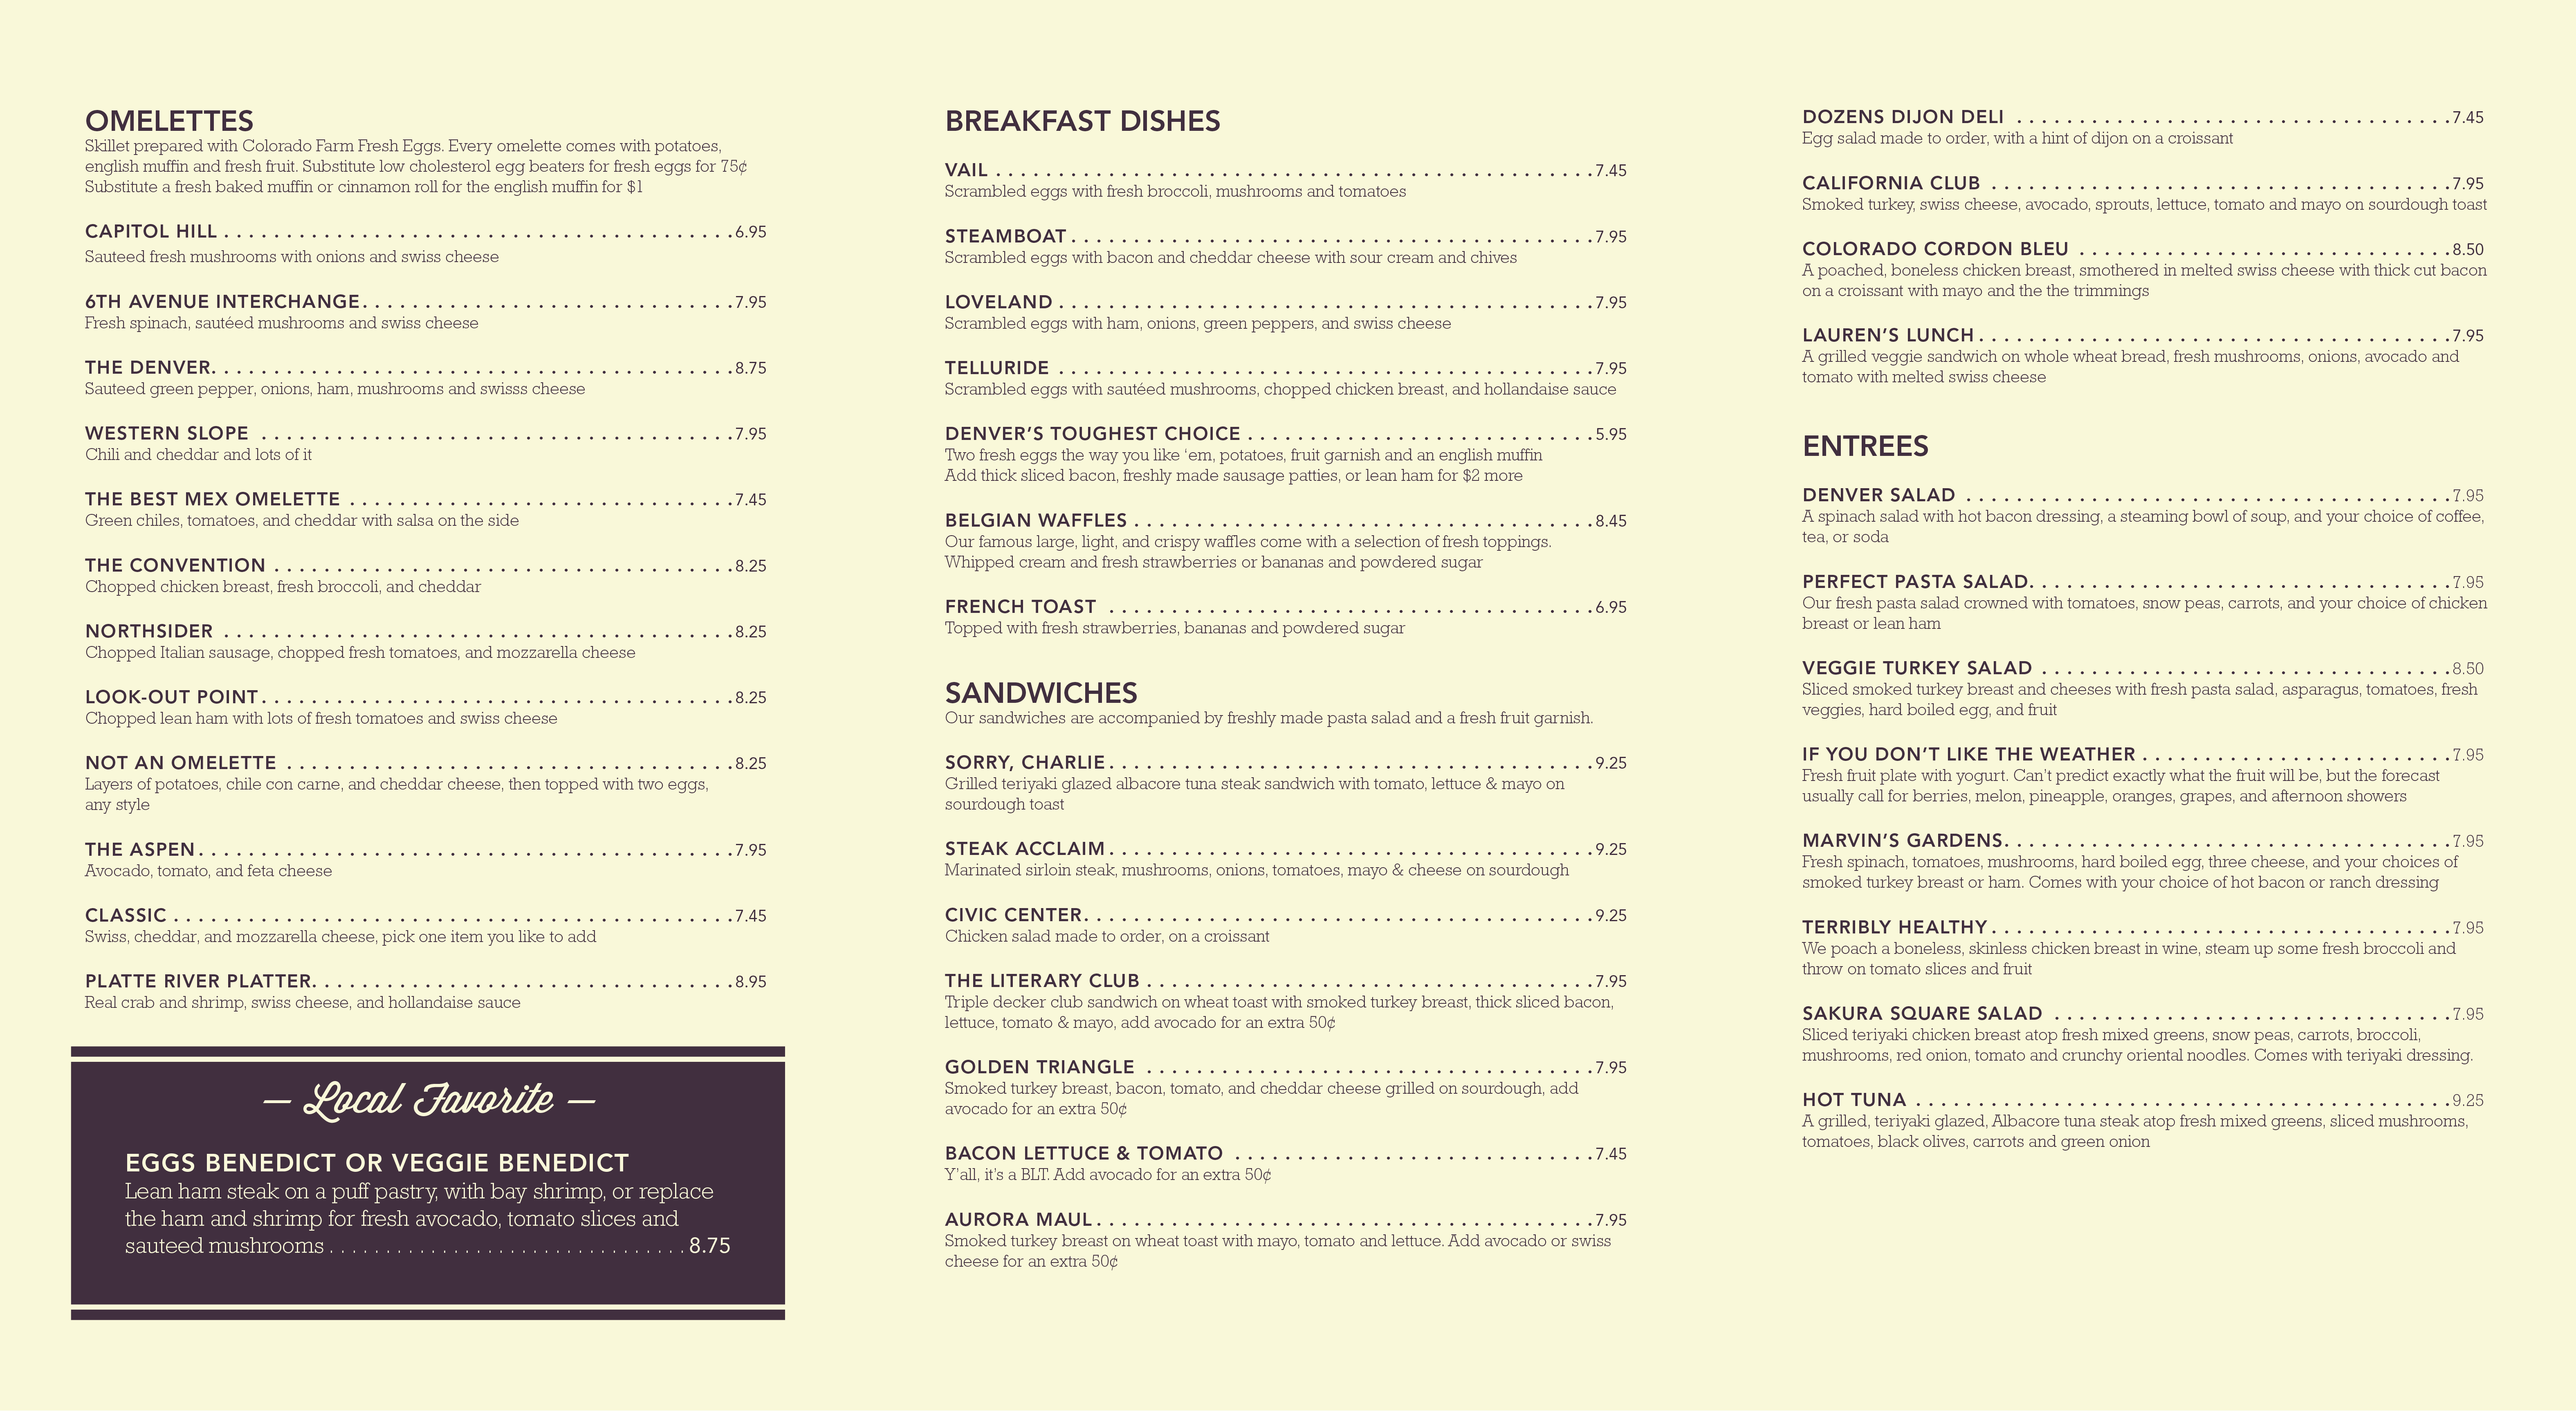 OMELETTES
Skillet prepared with Colorado Farm Fresh Eggs. Every omelette comes with potatoes,
english muffin and fresh fruit. Substitute low cholesterol egg beaters for fresh eggs for 75¢
Substitute a fresh baked muffin or cinnamon roll for the english muffin for $1
CAPITOL HILL . . . . . . . . . . . . . . . . . . . . 6.95
Sauteed fresh mushrooms with onions and swiss cheese
6TH AVENUE INTERCHANGE. . . . . . . . . . . . . . . . . . . . 7.95
Fresh spinach, sautéed mushrooms and swiss cheese
THE DENVER. . . . . . . . . . . . . . . . . . . . 8.75
Sauteed green pepper, onions, ham, mushrooms and swisss cheese
WESTERN SLOPE . . . . . . . . . . . . . . . . . . . . 7.95
Chili and cheddar and lots of it
THE BEST MEX OMELETTE . . . . . . . . . . . . . . . . . . . . 7.45
Green chiles, tomatoes, and cheddar with salsa on the side
THE CONVENTION . . . . . . . . . . . . . . . . . . . . 8.25
Chopped chicken breast, fresh broccoli, and cheddar
NORTHSIDER . . . . . . . . . . . . . . . . . . . . 8.25
Chopped Italian sausage, chopped fresh tomatoes, and mozzarella cheese
LOOK-OUT POINT . . . . . . . . . . . . . . . . . . . . 8.25
Chopped lean ham with lots of fresh tomatoes and swiss cheese
NOT AN OMELETTE . . . . . . . . . . . . . . . . . . . . 8.25
Layers of potatoes, chile con carne, and cheddar cheese, then topped with two eggs,
any style
THE ASPEN . . . . . . . . . . . . . . . . . . . . 7.95
Avocado, tomato, and feta cheese
CLASSIC . . . . . . . . . . . . . . . . . . . . 7.45
Swiss, cheddar, and mozzarella cheese, pick one item you like to add
PLATTE RIVER PLATTER. . . . . . . . . . . . . . . . . . . . 8.95
Real crab and shrimp, swiss cheese, and hollandaise sauce
– Local Favorite –
EGGS BENEDICT OR VEGGIE BENEDICT
Lean ham steak on a puff pastry, with bay shrimp, or replace
the ham and shrimp for fresh avocado, tomato slices and
sauteed mushrooms . . . . . . . . . . . . . . . . . . . . 8.75
BREAKFAST DISHES
VAIL . . . . . . . . . . . . . . . . . . . . 7.45
Scrambled eggs with fresh broccoli, mushrooms and tomatoes
STEAMBOAT . . . . . . . . . . . . . . . . . . . . 7.95
Scrambled eggs with bacon and cheddar cheese with sour cream and chives
LOVELAND . . . . . . . . . . . . . . . . . . . . 7.95
Scrambled eggs with ham, onions, green peppers, and swiss cheese
TELLURIDE . . . . . . . . . . . . . . . . . . . . 7.95
Scrambled eggs with sautéed mushrooms, chopped chicken breast, and hollandaise sauce
DENVER’S TOUGHEST CHOICE . . . . . . . . . . . . . . . . . . . . 5.95
Two fresh eggs the way you like ‘em, potatoes, fruit garnish and an english muffin
Add thick sliced bacon, freshly made sausage patties, or lean ham for $2 more
BELGIAN WAFFLES . . . . . . . . . . . . . . . . . . . . 8.45
Our famous large, light, and crispy waffles come with a selection of fresh toppings.
Whipped cream and fresh strawberries or bananas and powdered sugar
FRENCH TOAST . . . . . . . . . . . . . . . . . . . . 6.95
Topped with fresh strawberries, bananas and powdered sugar
SANDWICHES
Our sandwiches are accompanied by freshly made pasta salad and a fresh fruit garnish.
SORRY, CHARLIE . . . . . . . . . . . . . . . . . . . . 9.25
Grilled teriyaki glazed albacore tuna steak sandwich with tomato, lettuce & mayo on
sourdough toast
STEAK ACCLAIM . . . . . . . . . . . . . . . . . . . . 9.25
Marinated sirloin steak, mushrooms, onions, tomatoes, mayo & cheese on sourdough
CIVIC CENTER. . . . . . . . . . . . . . . . . . . . 9.25
Chicken salad made to order, on a croissant
THE LITERARY CLUB . . . . . . . . . . . . . . . . . . . . 7.95
Triple decker club sandwich on wheat toast with smoked turkey breast, thick sliced bacon,
lettuce, tomato & mayo, add avocado for an extra 50¢
GOLDEN TRIANGLE . . . . . . . . . . . . . . . . . . . . 7.95
Smoked turkey breast, bacon, tomato, and cheddar cheese grilled on sourdough, add
avocado for an extra 50¢
BACON LETTUCE & TOMATO . . . . . . . . . . . . . . . . . . . . 7.45
Y’all, it’s a BLT. Add avocado for an extra 50¢
AURORA MAUL . . . . . . . . . . . . . . . . . . . . 7.95
Smoked turkey breast on wheat toast with mayo, tomato and lettuce. Add avocado or swiss
cheese for an extra 50¢
DOZENS DIJON DELI . . . . . . . . . . . . . . . . . . . . 7.45
Egg salad made to order, with a hint of dijon on a croissant
CALIFORNIA CLUB . . . . . . . . . . . . . . . . . . . . 7.95
Smoked turkey, swiss cheese, avocado, sprouts, lettuce, tomato and mayo on sourdough toast
COLORADO CORDON BLEU . . . . . . . . . . . . . . . . . . . . 8.50
A poached, boneless chicken breast, smothered in melted swiss cheese with thick cut bacon
on a croissant with mayo and the the trimmings
LAUREN’S LUNCH . . . . . . . . . . . . . . . . . . . . 7.95
A grilled veggie sandwich on whole wheat bread, fresh mushrooms, onions, avocado and
tomato with melted swiss cheese
ENTREES
DENVER SALAD . . . . . . . . . . . . . . . . . . . . 7.95
A spinach salad with hot bacon dressing, a steaming bowl of soup, and your choice of coffee,
tea, or soda
PERFECT PASTA SALAD. . . . . . . . . . . . . . . . . . . . 7.95
Our fresh pasta salad crowned with tomatoes, snow peas, carrots, and your choice of chicken
breast or lean ham
VEGGIE TURKEY SALAD . . . . . . . . . . . . . . . . . . . . 8.50
Sliced smoked turkey breast and cheeses with fresh pasta salad, asparagus, tomatoes, fresh
veggies, hard boiled egg, and fruit
IF YOU DON’T LIKE THE WEATHER . . . . . . . . . . . . . . . . . . . . 7.95
Fresh fruit plate with yogurt. Can’t predict exactly what the fruit will be, but the forecast
usually call for berries, melon, pineapple, oranges, grapes, and afternoon showers
MARVIN’S GARDENS. . . . . . . . . . . . . . . . . . . . 7.95
Fresh spinach, tomatoes, mushrooms, hard boiled egg, three cheese, and your choices of
smoked turkey breast or ham. Comes with your choice of hot bacon or ranch dressing
TERRIBLY HEALTHY . . . . . . . . . . . . . . . . . . . . 7.95
We poach a boneless, skinless chicken breast in wine, steam up some fresh broccoli and
throw on tomato slices and fruit
SAKURA SQUARE SALAD . . . . . . . . . . . . . . . . . . . . 7.95
Sliced teriyaki chicken breast atop fresh mixed greens, snow peas, carrots, broccoli,
mushrooms, red onion, tomato and crunchy oriental noodles. Comes with teriyaki dressing.
HOT TUNA . . . . . . . . . . . . . . . . . . . . 9.25
A grilled, teriyaki glazed, Albacore tuna steak atop fresh mixed greens, sliced mushrooms,
tomatoes, black olives, carrots and green onion